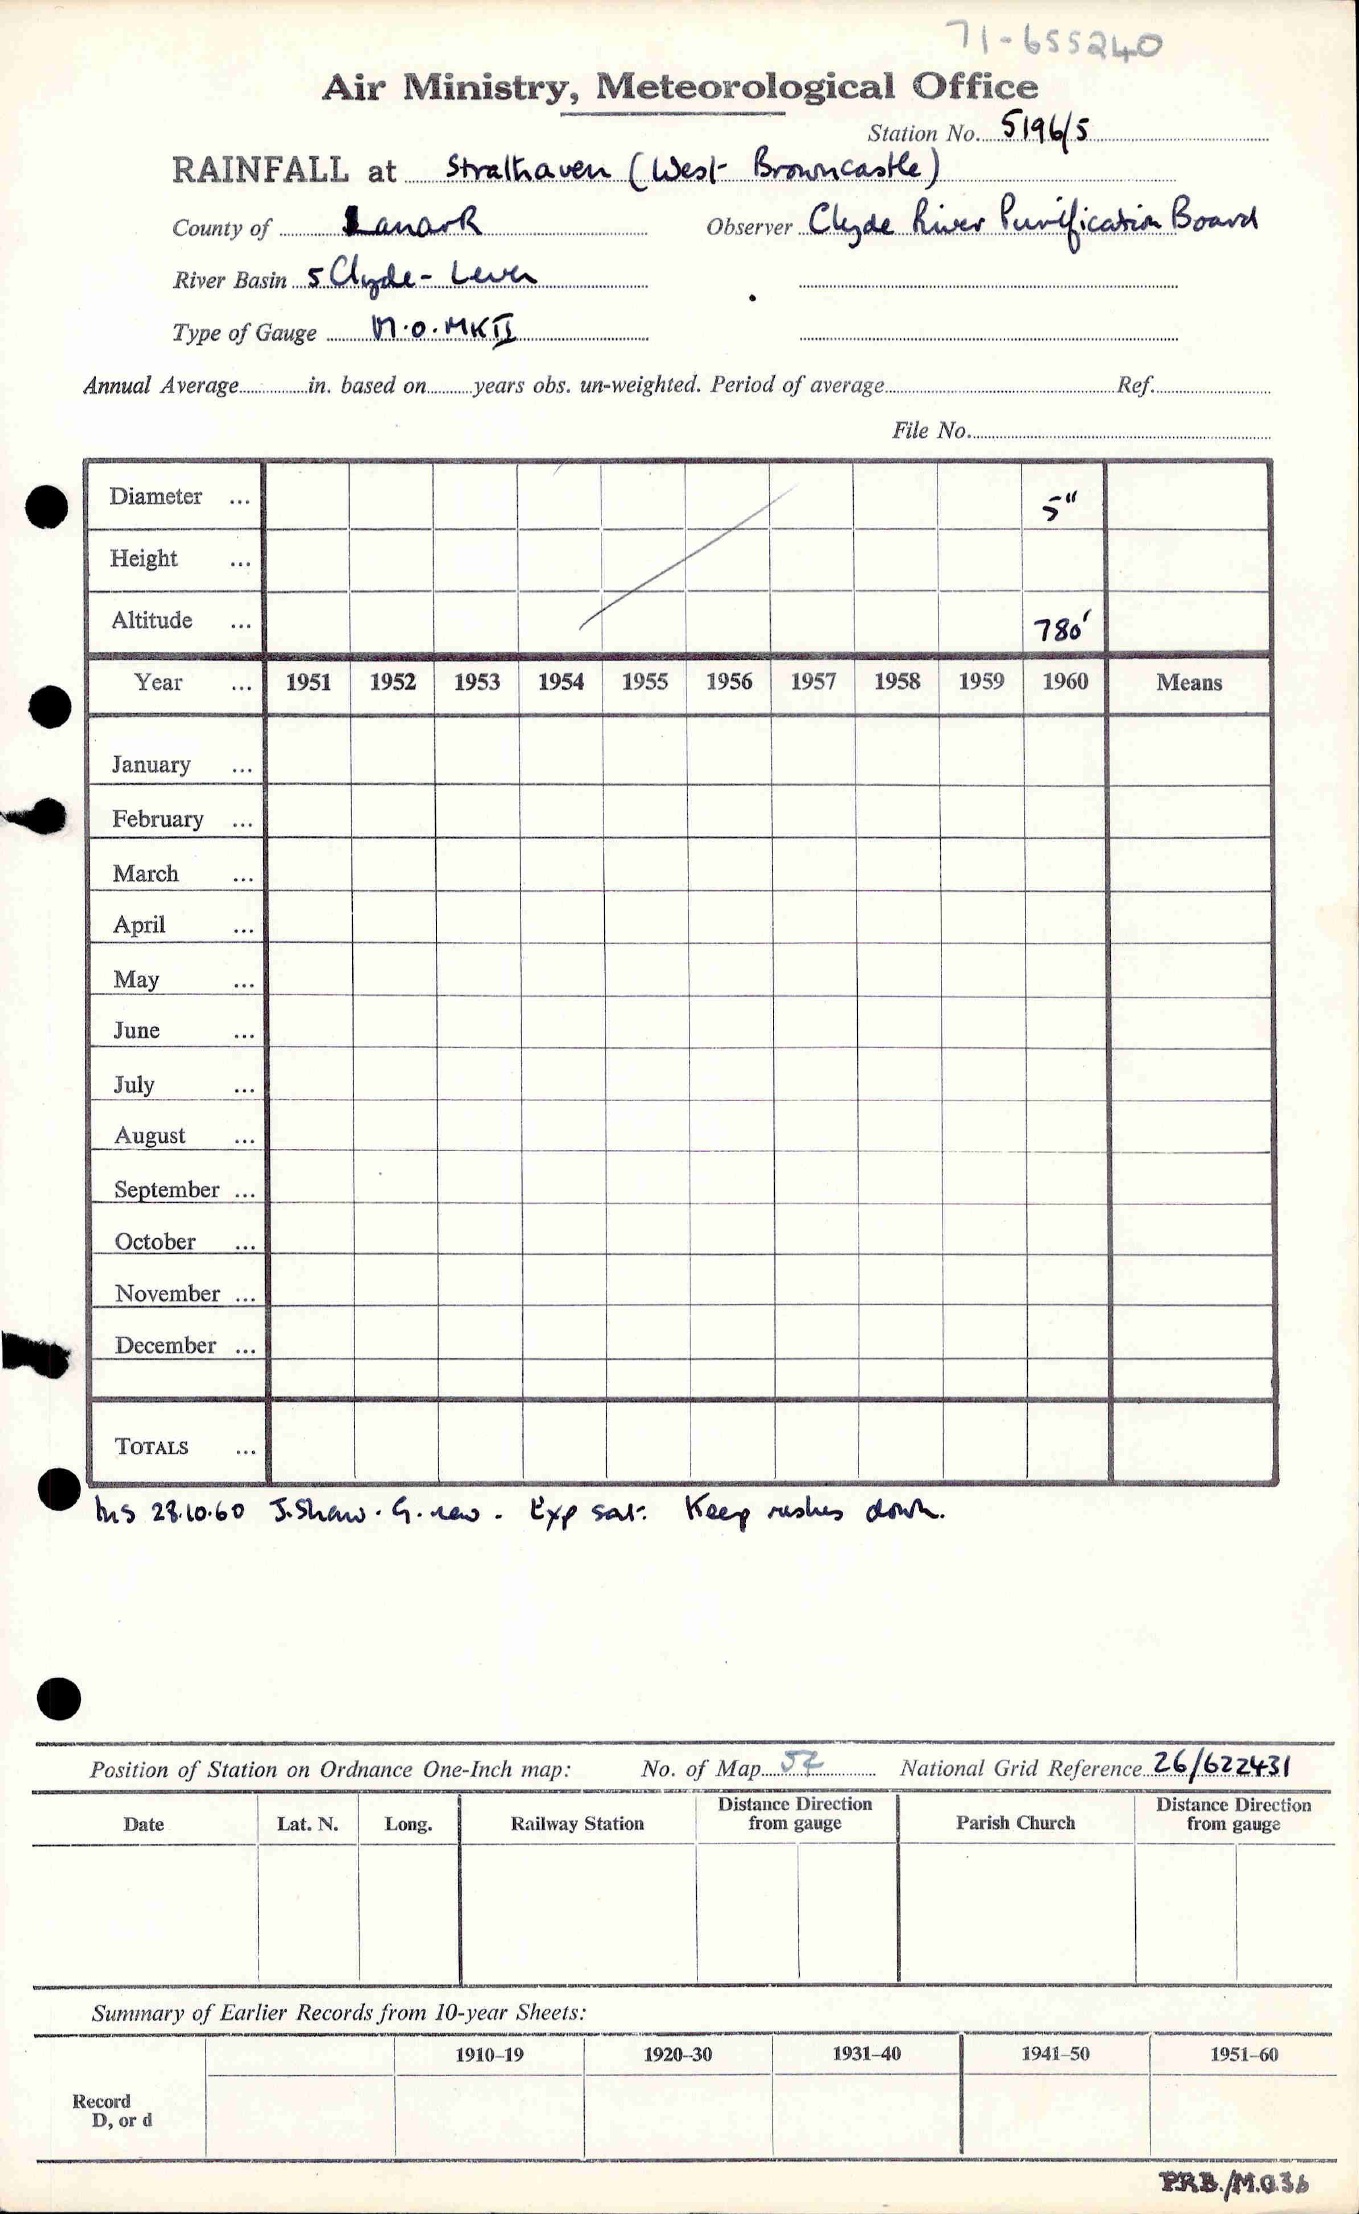 71-655240
Air Ministry, Meteorological Office
Station No. 5196/5
RAINFALL at Strathaven (West Browncastle)
County of Lanark Observer Clyde River Purification Board
River Basin 5 Clyde - Leven
Type of Gauge M.O. MK II
Annual Average in. based on years obs. un-weighted. Period of average Ref.
File No.
Diameter ... 5"
Height ...
Altitude ... 780'
Year ... 1951 1952 1953 1954 1955 1956 1957 1958 1959 1960 Means
January ...
February ...
March ...
April ...
May ...
June ...
July ...
August ...
September ...
October ...
November ...
December ...
TOTALS ...
Ins 28.10.60 J. Shaw. G. new. Exp sat. Keep rushes down.
Position of Station on Ordnance One-Inch map: No. of Map National Grid Reference 26/622431
Date Lat. N. Long. Railway Station Distance Direction from gauge Parish Church Distance Direction from gauge
Summary of Earlier Records from 10-year Sheets:
1910–19 1920–30 1931–40 1941–50 1951–60
Record
D, or d
P.R.B./M.O.36